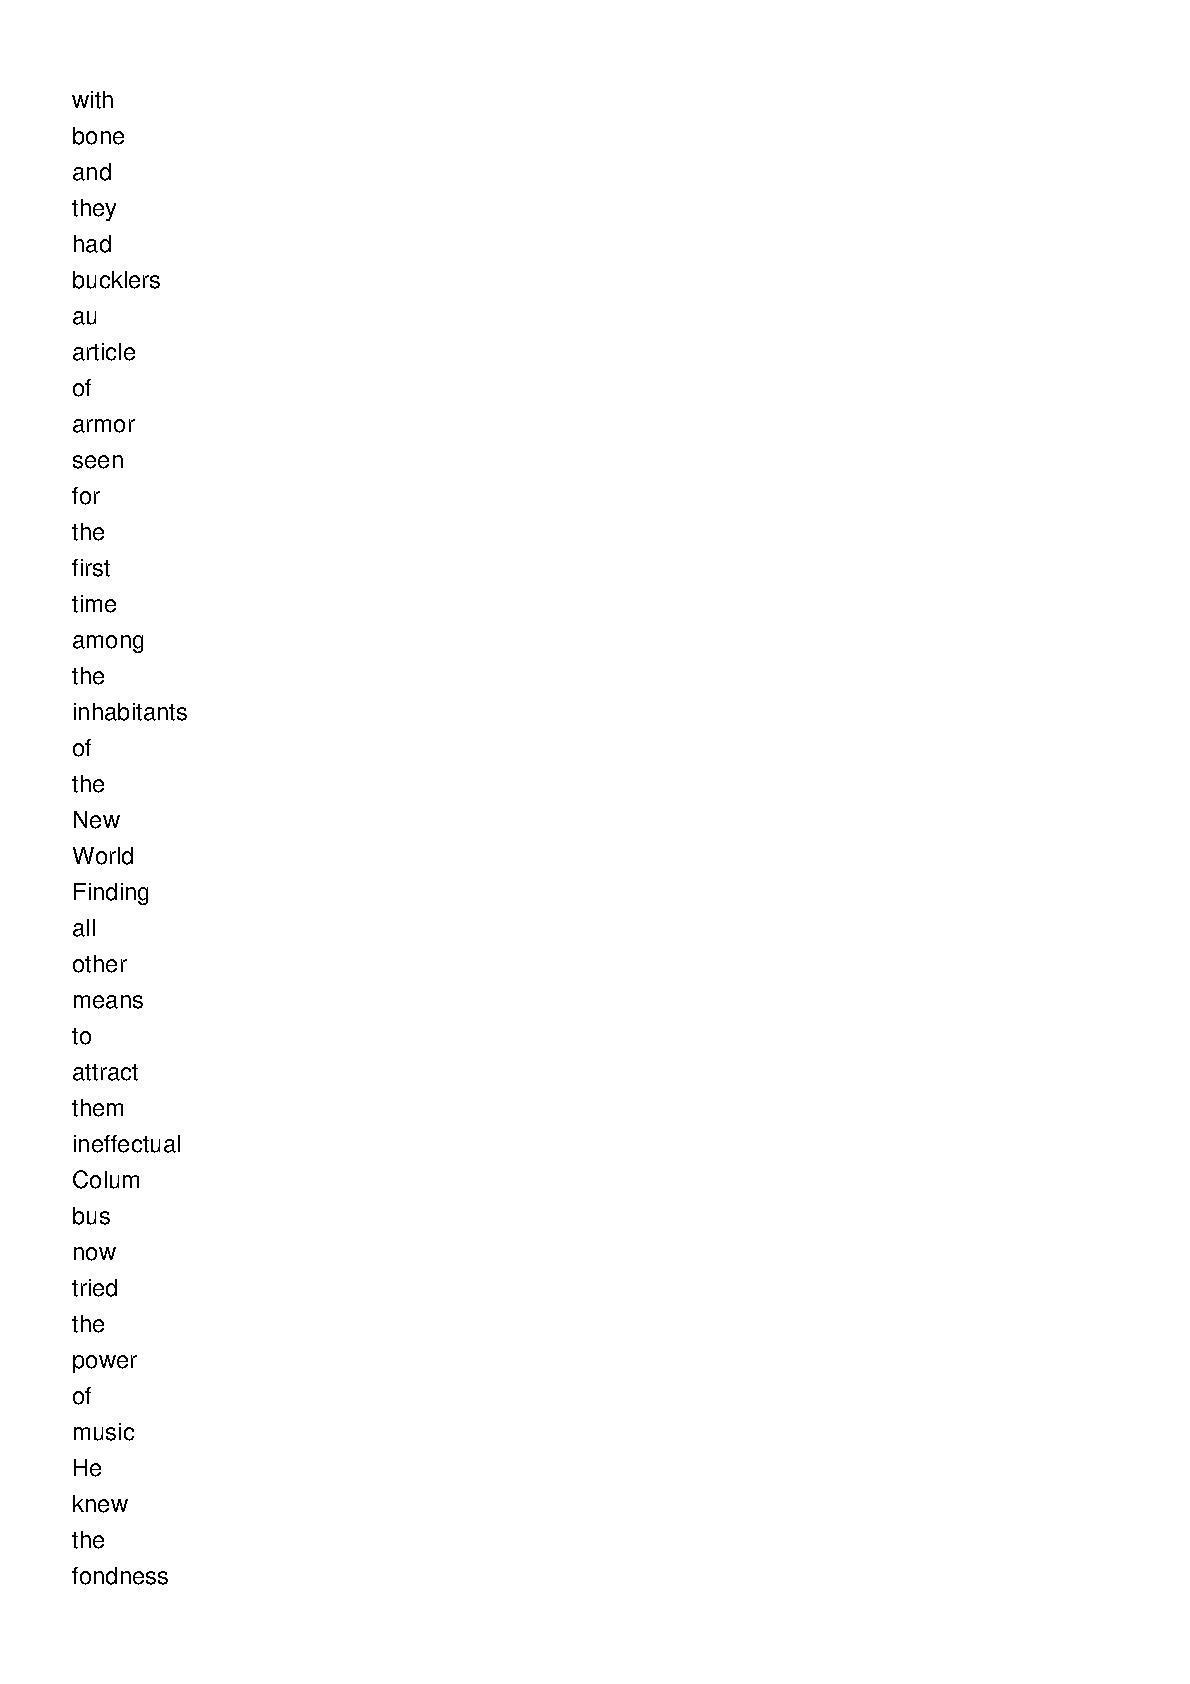 with
bone
and
they
had
bucklers
au
article
of
armor
seen
for
the
first
time
among
the
inhabitants
of
the
New
World
Finding
all
other
means
to
attract
them
ineffectual
Colum
bus
now
tried
the
power
of
music
He
knew
the
fondness